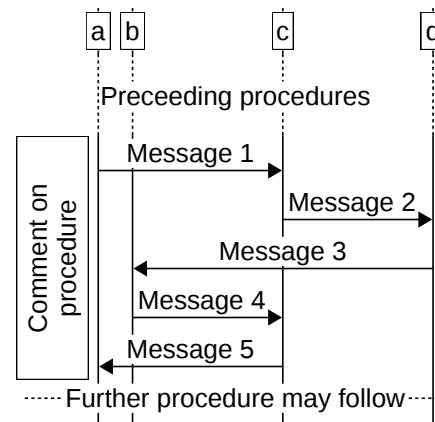 a b c d
Preceeding procedures
Message 1
Message 2
Message 3
Message 4
Message 5
Comment on
procedure
Further procedure may follow